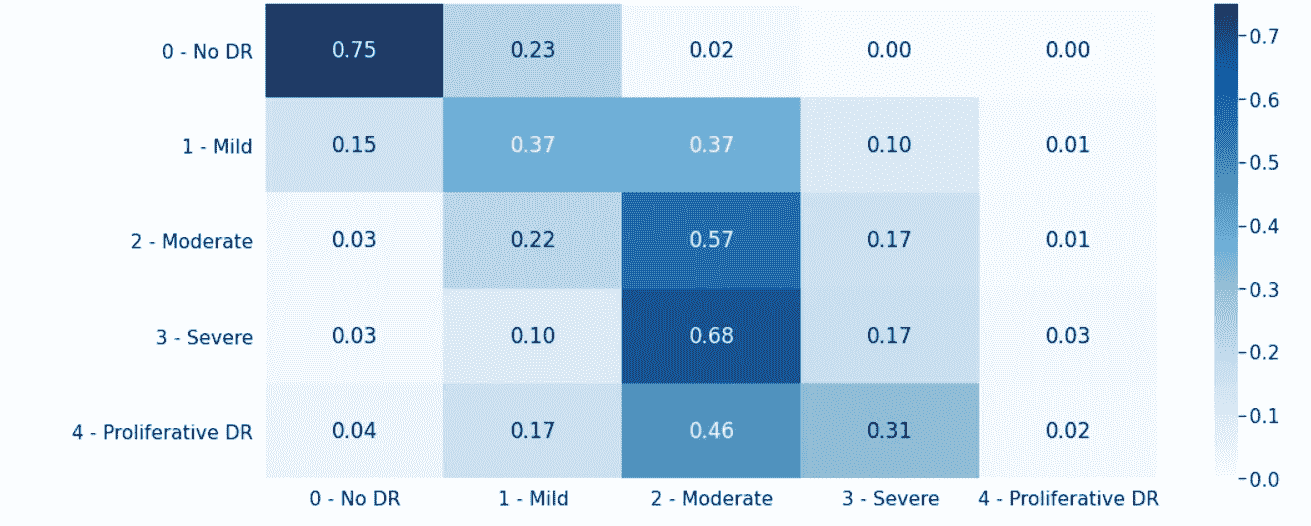 0 - No DR 0.75 0.23 0.02 0.00 0.00
1 - Mild 0.15 0.37 0.37 0.10 0.01
2 - Moderate 0.03 0.22 0.57 0.17 0.01
3 - Severe 0.03 0.10 0.68 0.17 0.03
4 - Proliferative DR 0.04 0.17 0.46 0.31 0.02
0 - No DR 1 - Mild 2 - Moderate 3 - Severe 4 - Proliferative DR
0.7
0.6
0.5
0.4
0.3
0.2
0.1
0.0